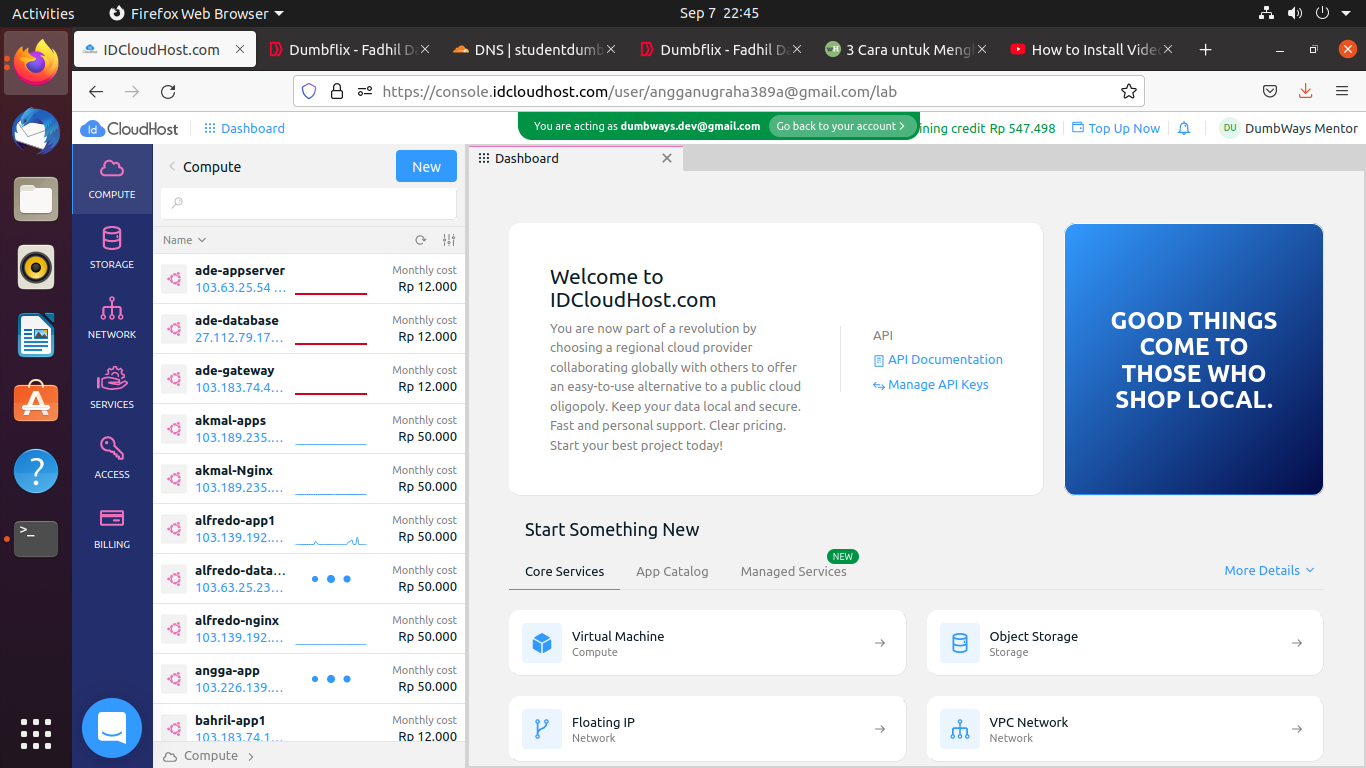 Activities
Firefox Web Browser
Sep 7 22:45
IDCloudHost.com
Dumbflix - Fadhil Da
DNS | studentdumb
Dumbflix - Fadhil Da
3 Cara untuk Mengh
How to Install Video
https://console.idcloudhost.com/user/angganugraha389a@gmail.com/lab
Id CloudHost
Dashboard
You are acting as dumbways.dev@gmail.com
Go back to your account
ining credit Rp 547.498
Top Up Now
DU
DumbWays Mentor
COMPUTE
STORAGE
NETWORK
SERVICES
ACCESS
BILLING
Compute
New
Name
ade-appserver
Monthly cost
103.63.25.54 ...
Rp 12.000
ade-database
Monthly cost
27.112.79.17...
Rp 12.000
ade-gateway
Monthly cost
103.183.74.4...
Rp 12.000
akmal-apps
Monthly cost
103.189.235....
Rp 50.000
akmal-Nginx
Monthly cost
103.189.235....
Rp 50.000
alfredo-app1
Monthly cost
103.139.192....
Rp 50.000
alfredo-data...
Monthly cost
103.63.25.23...
Rp 50.000
alfredo-nginx
Monthly cost
103.139.192....
Rp 50.000
angga-app
Monthly cost
103.226.139....
Rp 50.000
bahril-app1
Monthly cost
103.183.74.1...
Rp 12.000
Compute
Dashboard
Welcome to
IDCloudHost.com
You are now part of a revolution by
choosing a regional cloud provider
collaborating globally with others to offer
an easy-to-use alternative to a public cloud
oligopoly. Keep your data local and secure.
Fast and personal support. Clear pricing.
Start your best project today!
API
API Documentation
Manage API Keys
GOOD THINGS
COME TO
THOSE WHO
SHOP LOCAL.
Start Something New
Core Services
App Catalog
Managed Services
NEW
More Details
Virtual Machine
Compute
Object Storage
Storage
Floating IP
Network
VPC Network
Network